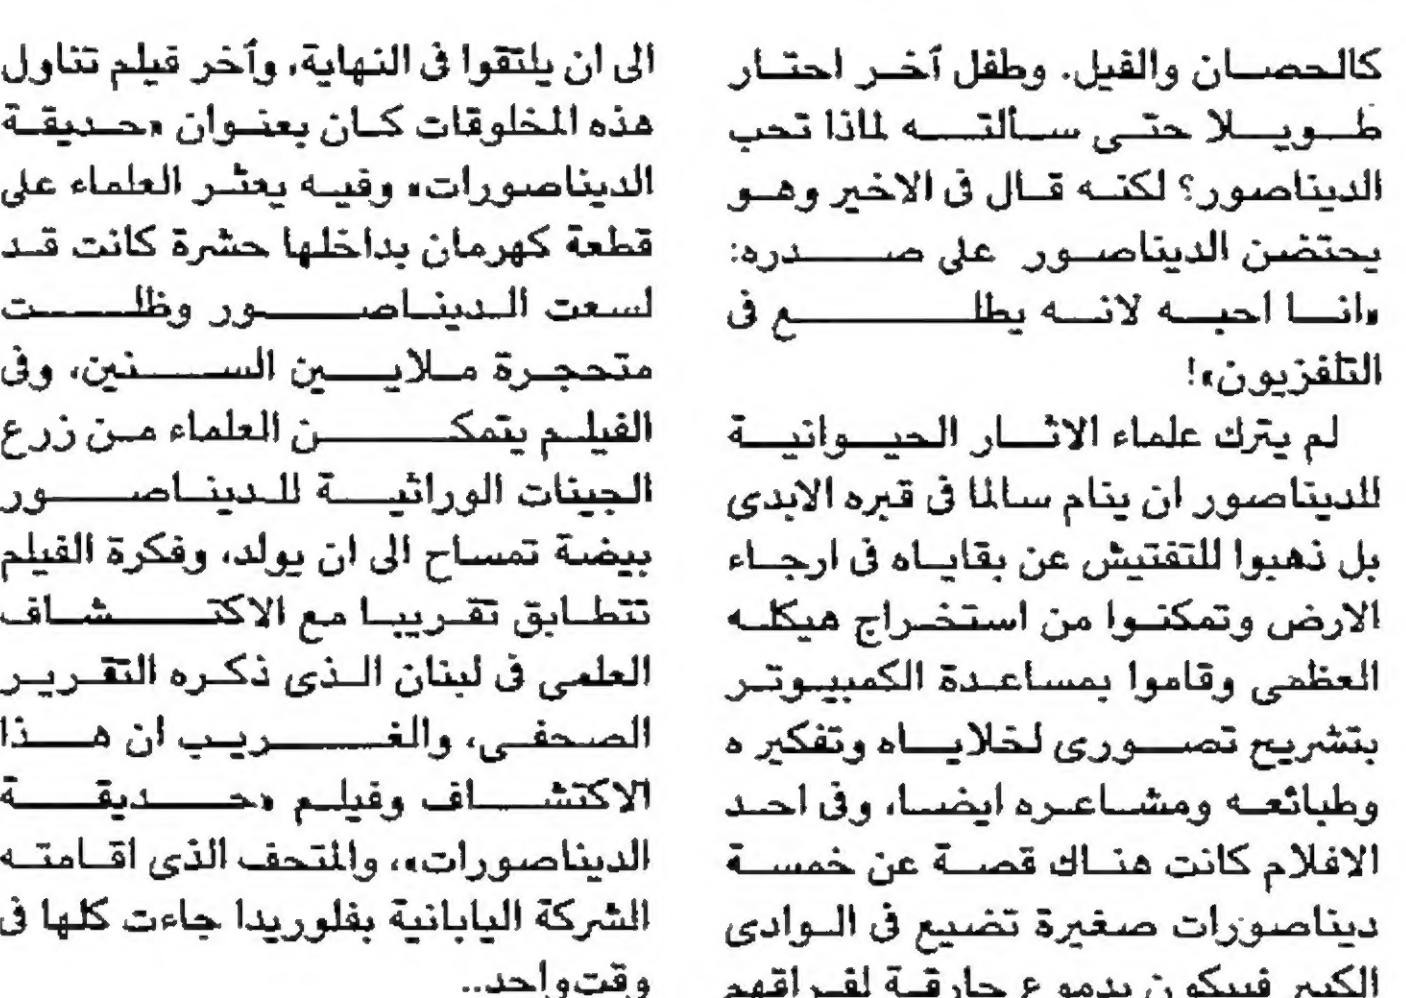 كالحصان والفيل. وطفل آخر احتار
طويلا حتى سألته لماذا تحب
الديناصور؟ لكنه قال فى الاخير وهو
يحتضن الديناصور على صدره:
«انا احبه لانه يطلع فى
التلفزيون»!
لم يترك علماء الاثار الحيوانية
للديناصور ان ينام سالما فى قبره الابدى
بل ذهبوا للتفتيش عن بقاياه فى ارجاء
الارض وتمكنوا من استخراج هيكله
العظمى وقاموا بمساعدة الكمبيوتر
بتشريح تصورى لخلاياه وتفكير ه
وطبائعه ومشاعره ايضا، وفى احد
الافلام كانت هناك قصة عن خمسة
ديناصورات صغيرة تضيع فى الوادى
الكبير فيبكون بدموع حارقة لفراقهم
الى ان يلتقوا فى النهاية، وآخر فيلم تناول
هذه المخلوقات كان بعنوان «حديقة
الديناصورات» وفيه يعثر العلماء على
قطعة كهرمان بداخلها حشرة كانت قد
لسعت الديناصور وظلت
متحجرة ملايين السنين، وفى
الفيلم يتمكن العلماء من زرع
الجينات الوراثية للديناصور
بيضة تمساح الى ان يولد، وفكرة الفيلم
تتطابق تقريبا مع الاكتشاف
العلمى فى لبنان الذى ذكره التقرير
الصحفى، والغريب ان هذا
الاكتشاف وفيلم «حديقة
الديناصورات»، والمتحف الذى اقامته
الشركة اليابانية بفلوريدا جاءت كلها فى
وقت واحد..